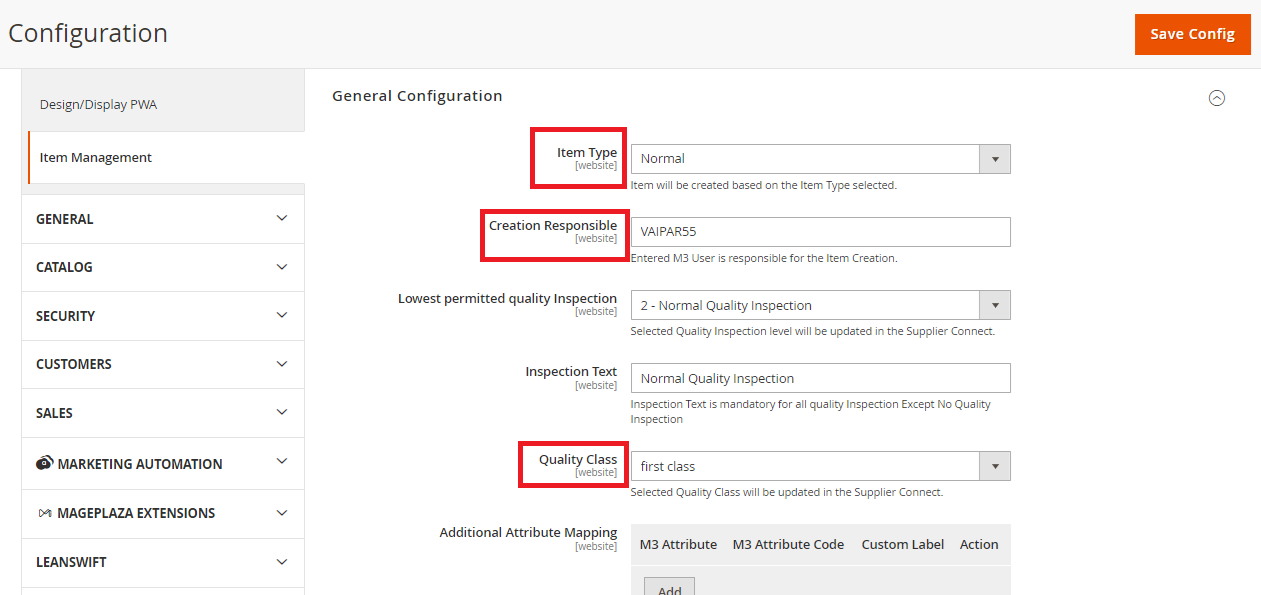 Configuration
Save Config
Design/Display PWA
Item Management
GENERAL
CATALOG
SECURITY
CUSTOMERS
SALES
MARKETING AUTOMATION
MAGEPLAZA EXTENSIONS
LEANSWIFT
General Configuration
Item Type
[website]
Normal
Item will be created based on the Item Type selected.
Creation Responsible
[website]
VAIPAR55
Entered M3 User is responsible for the Item Creation.
Lowest permitted quality Inspection
[website]
2 - Normal Quality Inspection
Selected Quality Inspection level will be updated in the Supplier Connect.
Inspection Text
[website]
Normal Quality Inspection
Inspection Text is mandatory for all quality Inspection Except No Quality
Inspection
Quality Class
[website]
first class
Selected Quality Class will be updated in the Supplier Connect.
Additional Attribute Mapping
[website]
M3 Attribute M3 Attribute Code Custom Label Action
Add